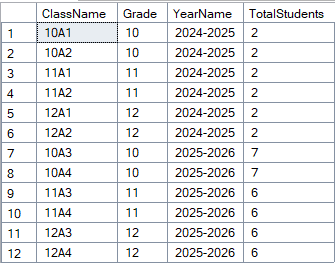 ClassName Grade YearName TotalStudents
1 10A1 10 2024-2025 2
2 10A2 10 2024-2025 2
3 11A1 11 2024-2025 2
4 11A2 11 2024-2025 2
5 12A1 12 2024-2025 2
6 12A2 12 2024-2025 2
7 10A3 10 2025-2026 7
8 10A4 10 2025-2026 7
9 11A3 11 2025-2026 6
10 11A4 11 2025-2026 6
11 12A3 12 2025-2026 6
12 12A4 12 2025-2026 6